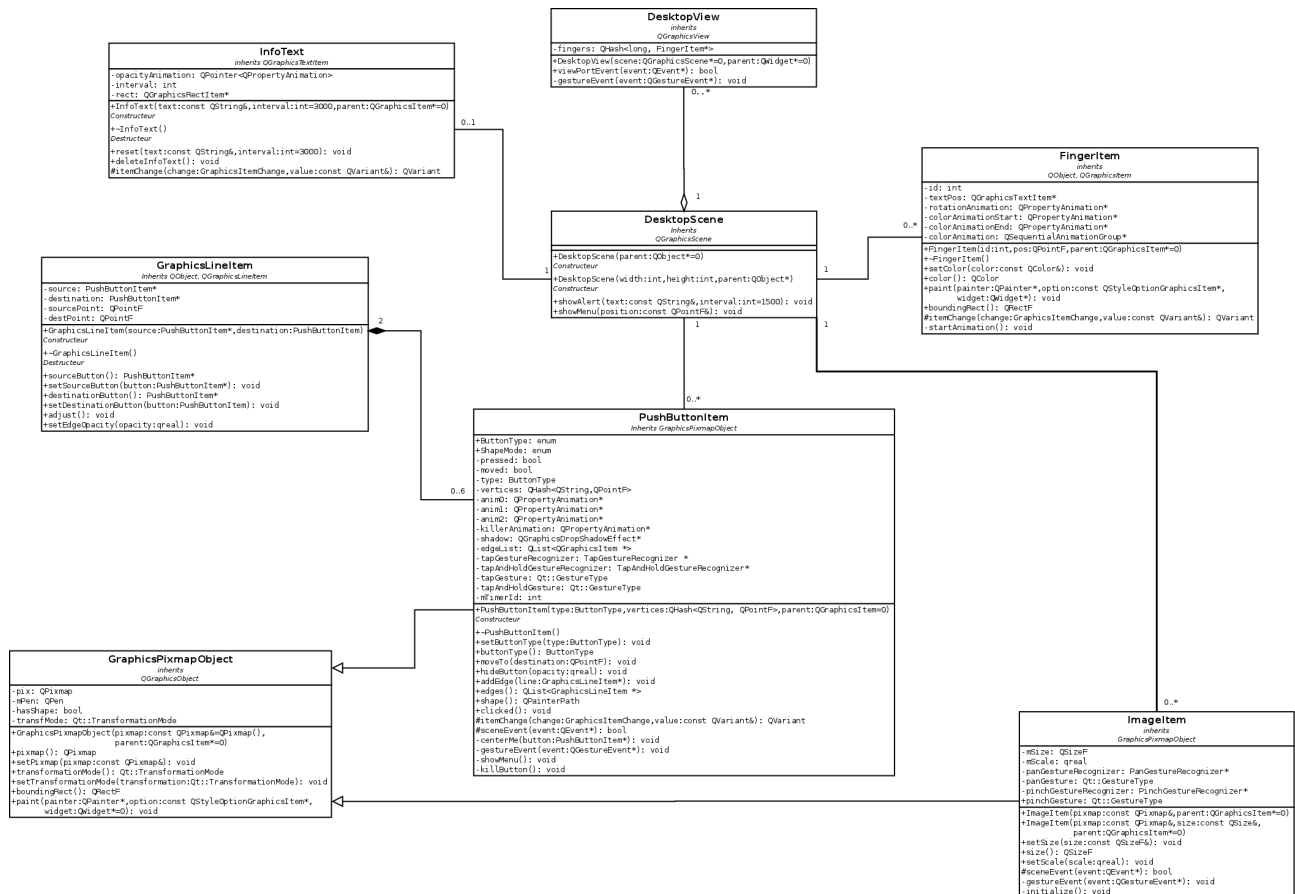 DesktopView
inherits
QGraphicsView
-fingers: QHash<long, FingerItem*>
+DesktopView(scene:QGraphicsScene*=0,parent:QWidget*=0)
+viewPortEvent(event:QEvent*): bool
-gestureEvent(event:QGestureEvent*): void
0..*
1
InfoText
inherits QGraphicsTextItem
-opacityAnimation: QPointer<QPropertyAnimation>
-interval: int
-rect: QGraphicsRectItem*
+InfoText(text:const QString&,interval:int=3000,parent:QGraphicsItem*=0)
Constructeur
+~InfoText()
Destructeur
+reset(text:const QString&,interval:int=3000): void
+deleteInfoText(): void
#itemChange(change:GraphicsItemChange,value:const QVariant&): QVariant
0..1
1
FingerItem
inherits
QObject, QGraphicsItem
-id: int
-textPos: QGraphicsTextItem*
-rotationAnimation: QPropertyAnimation*
-colorAnimationStart: QPropertyAnimation*
-colorAnimationEnd: QPropertyAnimation*
-colorAnimation: QSequentialAnimationGroup*
+FingerItem(id:int,pos:QPointF,parent:QGraphicsItem*=0)
+~FingerItem()
+setColor(color:const QColor&): void
+color(): QColor
+paint(painter:QPainter*,option:const QStyleOptionGraphicsItem*,
widget:QWidget*): void
+boundingRect(): QRectF
#itemChange(change:GraphicsItemChange,value:const QVariant&): QVariant
-startAnimation(): void
0..*
1
DesktopScene
Inherits
QGraphicsScene
+DesktopScene(parent:QObject*=0)
Constructeur
+DesktopScene(width:int,height:int,parent:QObject*)
Constructeur
+showAlert(text:const QString&,interval:int=1500): void
+showMenu(position:const QPointF&): void
1
1
0..*
GraphicsLineItem
Inherits QObject, QGraphicsLineItem
-source: PushButtonItem*
-destination: PushButtonItem*
-sourcePoint: QPointF
-destPoint: QPointF
+GraphicsLineItem(source:PushButtonItem*,destination:PushButtonItem)
Constructeur
+~GraphicsLineItem()
Destructeur
+sourceButton(): PushButtonItem*
+setSourceButton(button:PushButtonItem*): void
+destinationButton(): PushButtonItem*
+setDestinationButton(button:PushButtonItem): void
+adjust(): void
+setEdgeOpacity(opacity:qreal): void
2
0..6
PushButtonItem
Inherits GraphicsPixmapObject
+ButtonType: enum
+ShapeMode: enum
-pressed: bool
-moved: bool
-type: ButtonType
-vertices: QHash<QString,QPointF>
-anim0: QPropertyAnimation*
-anim1: QPropertyAnimation*
-anim2: QPropertyAnimation*
-killerAnimation: QPropertyAnimation*
-shadow: QGraphicsDropShadowEffect*
-edgeList: QList<QGraphicsItem *>
-tapGestureRecognizer: TapGestureRecognizer *
-tapAndHoldGestureRecognizer: TapAndHoldGestureRecognizer*
-tapGesture: Qt::GestureType
-tapAndHoldGesture: Qt::GestureType
-mTimerId: int
+PushButtonItem(type:ButtonType,vertices:QHash<QString, QPointF>,parent:QGraphicsItem=0)
Constructeur
+~PushButtonItem()
+setButtonType(type:ButtonType): void
+buttonType(): ButtonType
+moveTo(destination:QPointF): void
+hideButton(opacity:qreal): void
+addEdge(line:GraphicsLineItem*): void
+edges(): QList<GraphicsLineItem *>
+shape(): QPainterPath
+clicked(): void
#itemChange(change:GraphicsItemChange,value:const QVariant&): QVariant
#sceneEvent(event:QEvent*): bool
-centerMe(button:PushButtonItem*): void
-gestureEvent(event:QGestureEvent*): void
-showMenu(): void
-killButton(): void
GraphicsPixmapObject
inherits
QGraphicsObject
-pix: QPixmap
-mPen: QPen
-hasShape: bool
-transfMode: Qt::TransformationMode
+GraphicsPixmapObject(pixmap:const QPixmap&=QPixmap(),
parent:QGraphicsItem*=0)
+pixmap(): QPixmap
+setPixmap(pixmap:const QPixmap&): void
+transformationMode(): Qt::TransformationMode
+setTransformationMode(transformation:Qt::TransformationMode): void
+boundingRect(): QRectF
+paint(painter:QPainter*,option:const QStyleOptionGraphicsItem*,
widget:QWidget*=0): void
0..*
ImageItem
inherits
GraphicsPixmapObject
-mSize: QSizeF
-mScale: qreal
-panGestureRecognizer: PanGestureRecognizer*
-panGesture: Qt::GestureType
-pinchGestureRecognizer: PinchGestureRecognizer*
+pinchGesture: Qt::GestureType
+ImageItem(pixmap:const QPixmap&,parent:QGraphicsItem*=0)
+ImageItem(pixmap:const QPixmap&,size:const QSize&,
parent:QGraphicsItem*=0)
+setSize(size:const QSizeF&): void
+size(): QSizeF
+setScale(scale:qreal): void
#sceneEvent(event:QEvent*): bool
-gestureEvent(event:QGestureEvent*): void
-initialize(): void